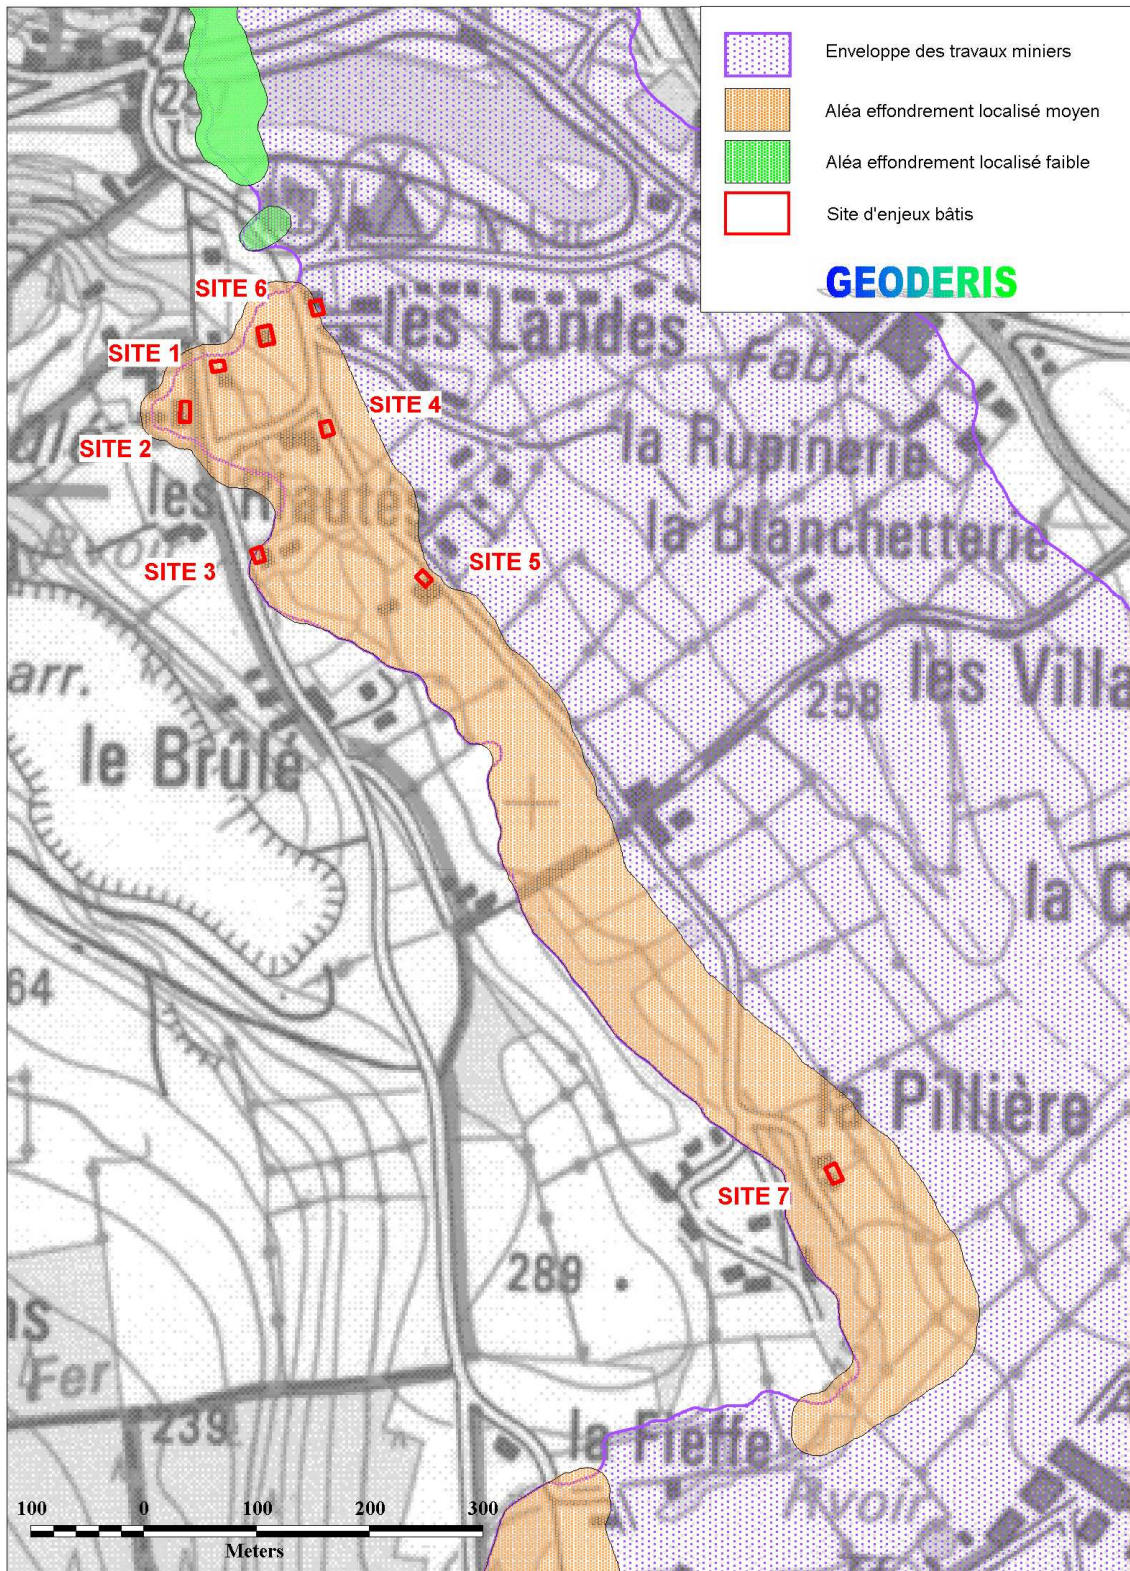 Enveloppe des travaux miniers
Aléa effondrement localisé moyen
Aléa effondrement localisé faible
Site d'enjeux bâtis
GEODERIS
SITE 6
les Landes
Fabr
SITE 1
SITE 4
la Rupinerie
SITE 2
les Hautes
la Blanchetterie
SITE 3
SITE 5
arr.
les Villa
258
le Brûlé
la C
64
la Pillière
SITE 7
289
ns
Fer
239
la Fieffe
100 0 100 200 300
Meters